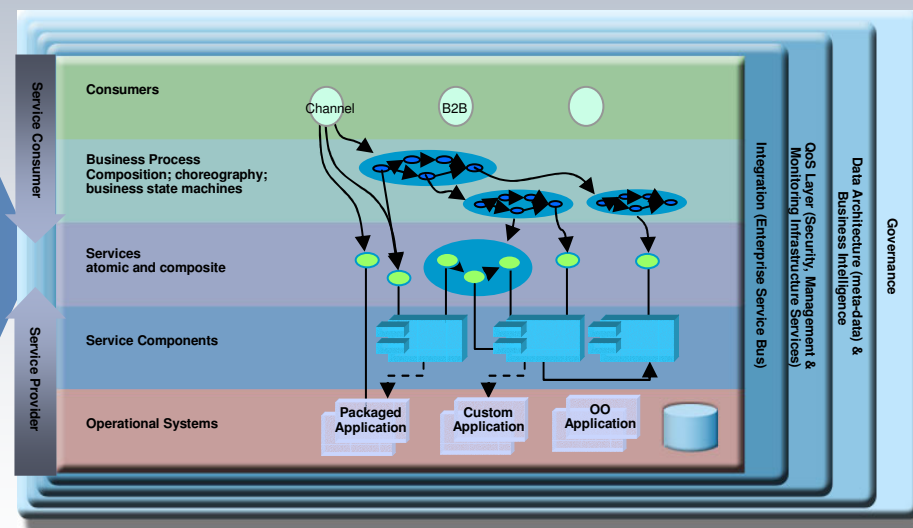 Service Consumer
Service Provider
Consumers
Channel
B2B
Business Process
Composition; choreography;
business state machines
Services
atomic and composite
Service Components
Operational Systems
Packaged
Application
Custom
Application
OO
Application
Integration (Enterprise Service Bus)
QoS Layer (Security, Management &
Monitoring Infrastructure Services)
Data Architecture (meta-data) &
Business Intelligence
Governance